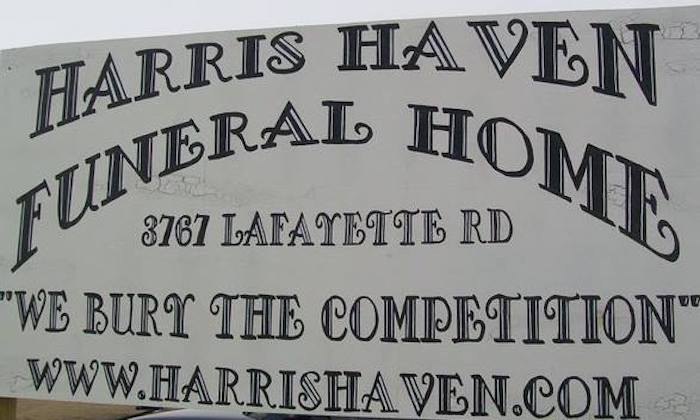 HARRIS HAVEN
FUNERAL HOME
3767 LAFAYETTE RD
"WE BURY THE COMPETITION"
WWW.HARRISHAVEN.COM